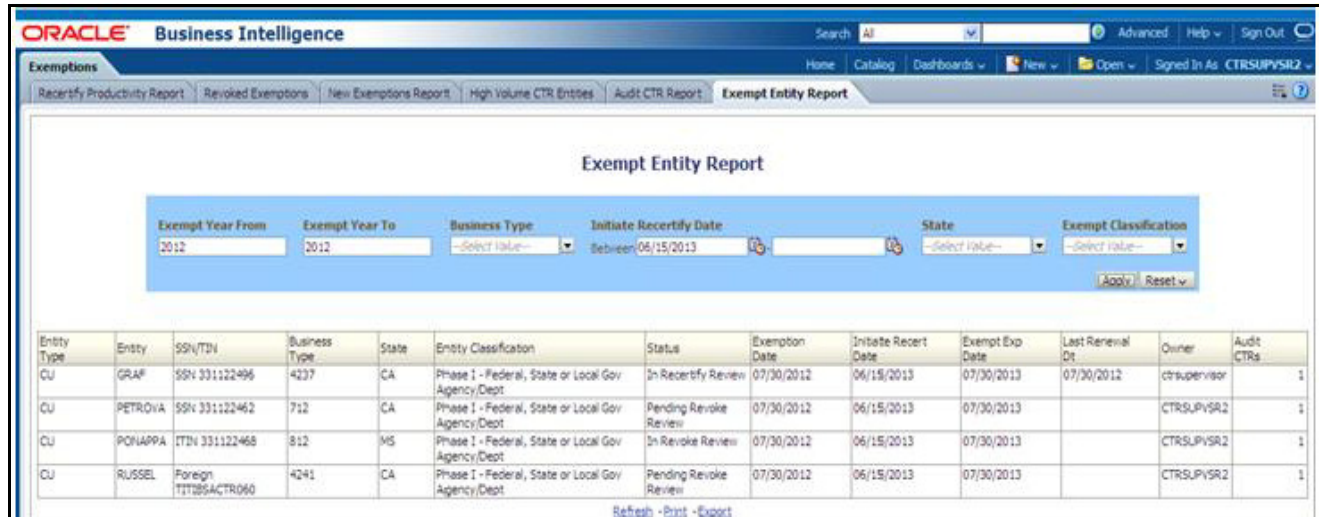 ORACLE Business Intelligence
Search All Advanced Help Sign Out
Exemptions
Home Catalog Dashboards New Open Signed In As CTRSUPVSR2
Recertify Productivity Report Revoked Exemptions New Exemptions Report High Volume CTR Entities Audit CTR Report Exempt Entity Report
Exempt Entity Report
Exempt Year From Exempt Year To Business Type Initiate Recertify Date State Exempt Classification
2012 2012 --Select Value-- Between 06/15/2013 - --Select Value-- --Select Value--
Apply Reset
Entity Type Entity SSN/TIN Business Type State Entity Classification Status Exemption Date Initiate Recert Date Exempt Exp Date Last Renewal Dt Owner Audit CTRs
CU GRAF SSN 331122496 4237 CA Phase I - Federal, State or Local Gov Agency/Dept In Recertify Review 07/30/2012 06/15/2013 07/30/2013 07/30/2012 ctrsupervisor 1
CU PETROVA SSN 331122462 712 CA Phase I - Federal, State or Local Gov Agency/Dept Pending Revoke Review 07/30/2012 06/15/2013 07/30/2013 CTRSUPVSR2 1
CU PONAPPA ITIN 331122468 812 MS Phase I - Federal, State or Local Gov Agency/Dept In Revoke Review 07/30/2012 06/15/2013 07/30/2013 CTRSUPVSR2 1
CU RUSSEL Foreign TITIBSACTR060 4241 CA Phase I - Federal, State or Local Gov Agency/Dept Pending Revoke Review 07/30/2012 06/15/2013 07/30/2013 CTRSUPVSR2 1
Refresh - Print - Export